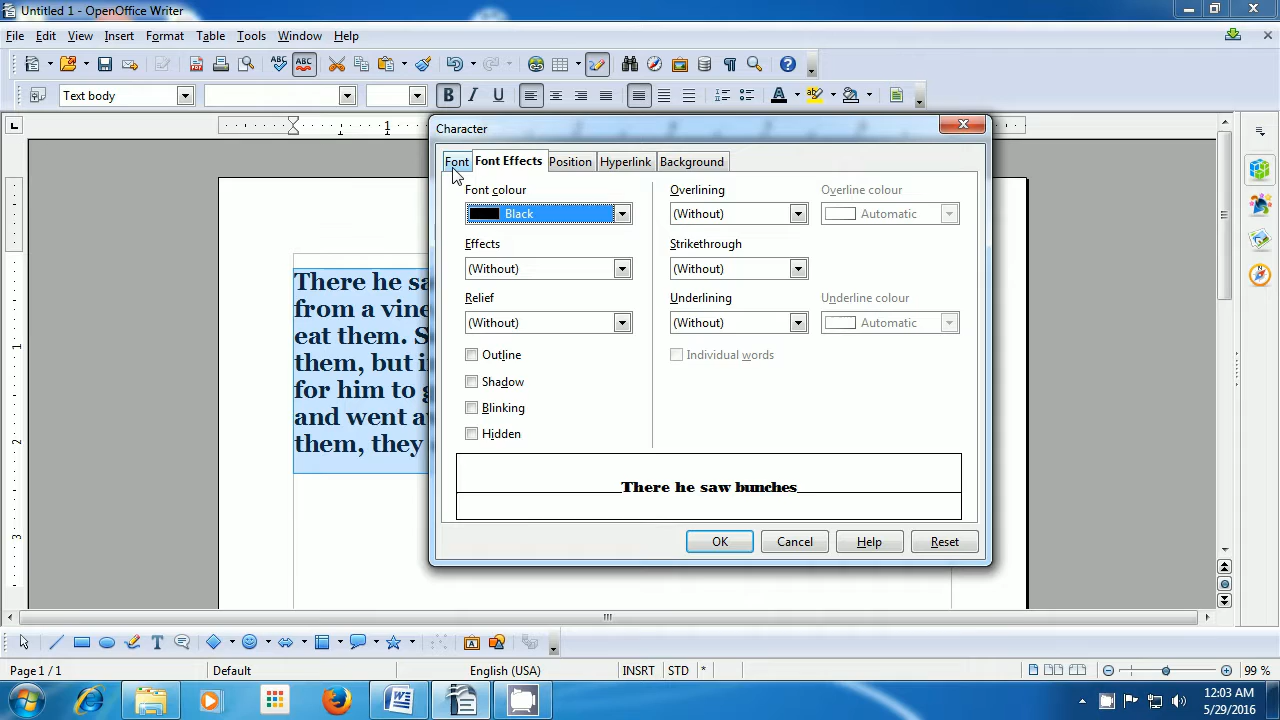 Untitled 1 - OpenOffice Writer
File Edit View Insert Format Table Tools Window Help
Text body
1
Character
Font Font Effects Position Hyperlink Background
Font colour
Black
Overlining
(Without)
Overline colour
Automatic
Effects
(Without)
Strikethrough
(Without)
Relief
(Without)
Underlining
(Without)
Underline colour
Automatic
Outline
Individual words
Shadow
Blinking
Hidden
There he saw bunches
OK Cancel Help Reset
There he sa
from a vine
eat them. S
them, but i
for him to g
and went a
them, they
1
2
3
Page 1 / 1 Default English (USA) INSRT STD * 99 %
12:03 AM
5/29/2016